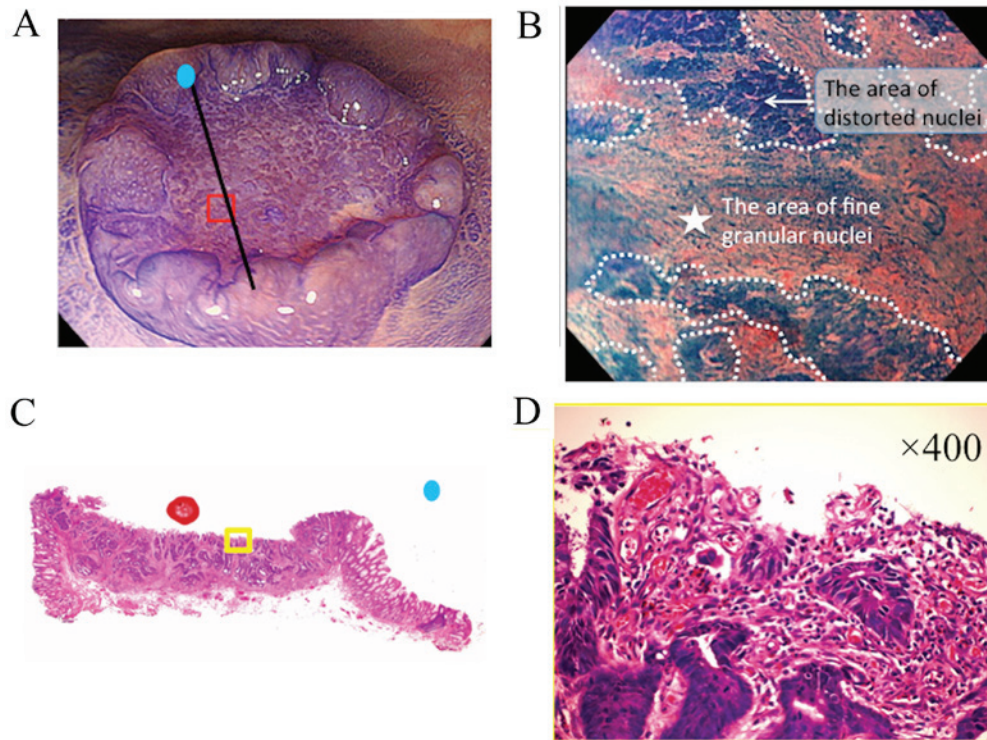 A
B
The area of
distorted nuclei
The area of fine
granular nuclei
C
D
×400